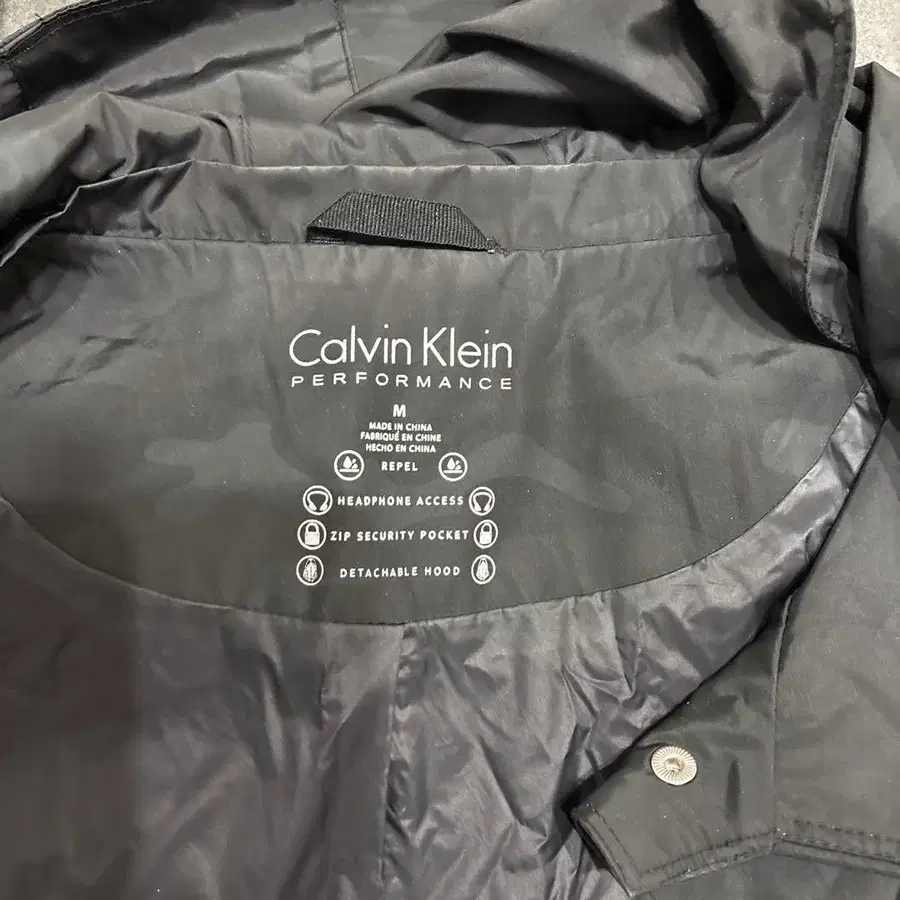 Calvin Klein
PERFORMANCE
M
MADE IN CHINA
FABRIQUÉ EN CHINE
HECHO EN CHINA
REPEL
HEADPHONE ACCESS
ZIP SECURITY POCKET
DETACHABLE HOOD